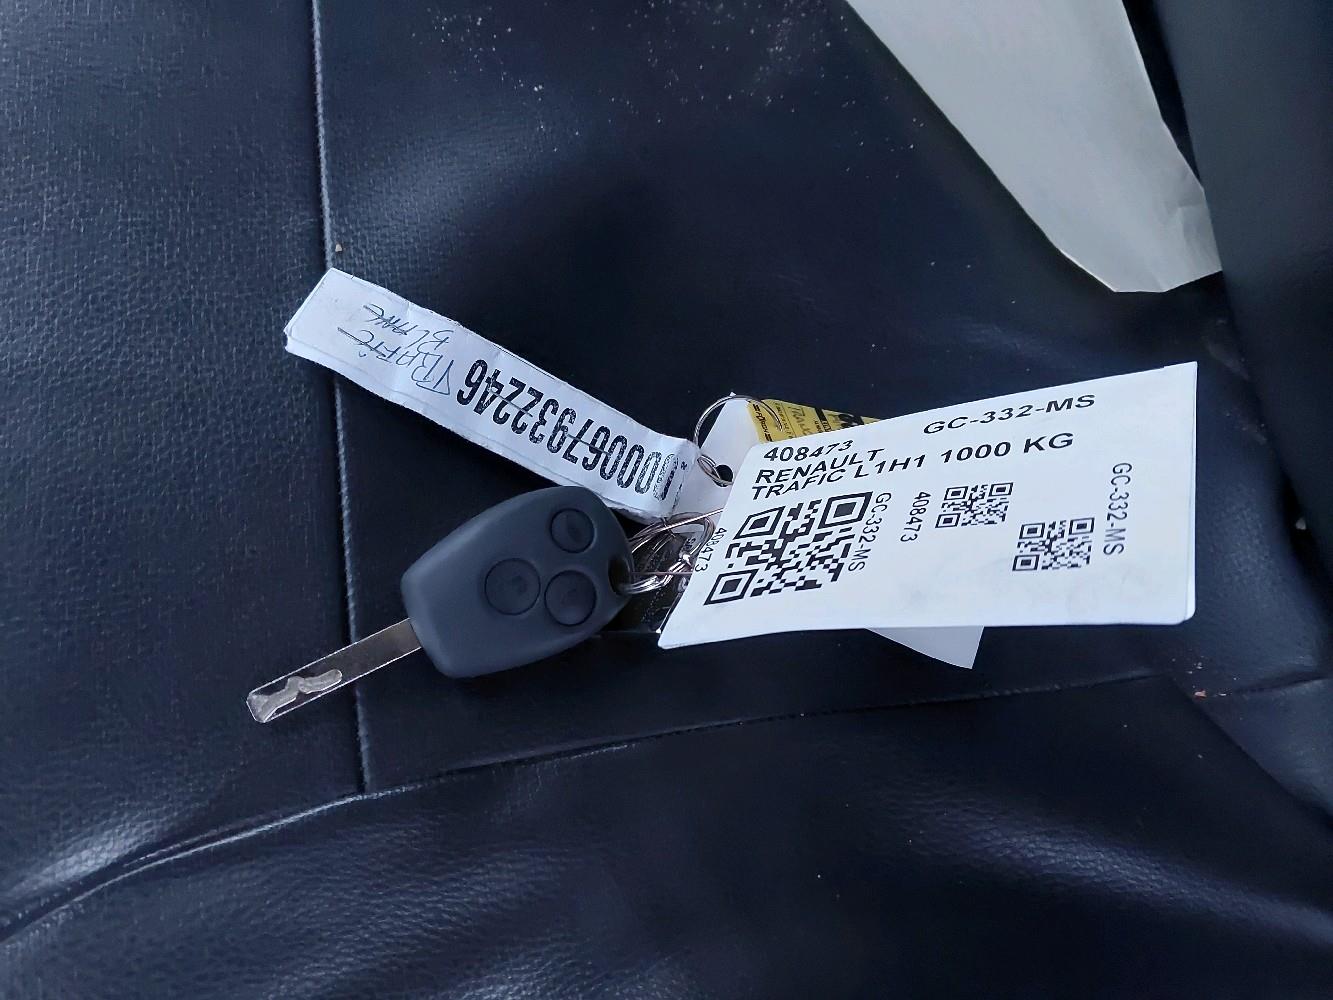 408473 GC-332-MS
RENAULT
TRAFIC L1H1 1000 KG
GC-332-MS
408473
GC-332-MS
408473
TRAFIC
BLANC
0000679322246